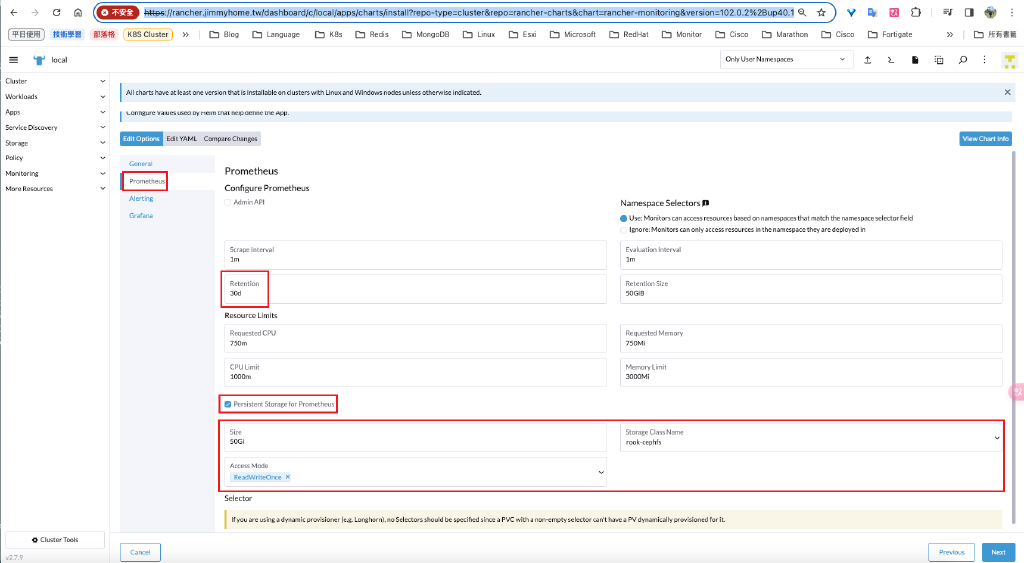 不安全 https://rancher.jimmyhome.tw/dashboard/c/local/apps/charts/install?repo-type=cluster&repo=rancher-charts&chart=rancher-monitoring&version=102.0.2%2Bup40.1
平日使用 技術學習 部落格 K8S Cluster » Blog Language K8s Redis MongoDB Linux Esxi Microsoft RedHat Monitor Cisco Marathon Cisco Fortigate » 所有書籤
local Only User Namespaces
Cluster
Workloads
Apps
Service Discovery
Storage
Policy
Monitoring
More Resources
Cluster Tools
v2.7.9
All charts have at least one version that is installable on clusters with Linux and Windows nodes unless otherwise indicated.
Configure Values used by Helm that help define the App.
Edit Options Edit YAML Compare Changes View Chart Info
General
Prometheus
Alerting
Grafana
Prometheus
Configure Prometheus
Admin API
Namespace Selectors
Use: Monitors can access resources based on namespaces that match the namespace selector field
Ignore: Monitors can only access resources in the namespace they are deployed in
Scrape Interval
1m
Evaluation Interval
1m
Retention
30d
Retention Size
50GiB
Resource Limits
Requested CPU
750m
Requested Memory
750Mi
CPU Limit
1000m
Memory Limit
3000Mi
Persistent Storage for Prometheus
Size
50Gi
Storage Class Name
rook-cephfs
Access Mode
ReadWriteOnce ×
Selector
If you are using a dynamic provisioner (e.g. Longhorn), no Selectors should be specified since a PVC with a non-empty selector can't have a PV dynamically provisioned for it.
Cancel Previous Next